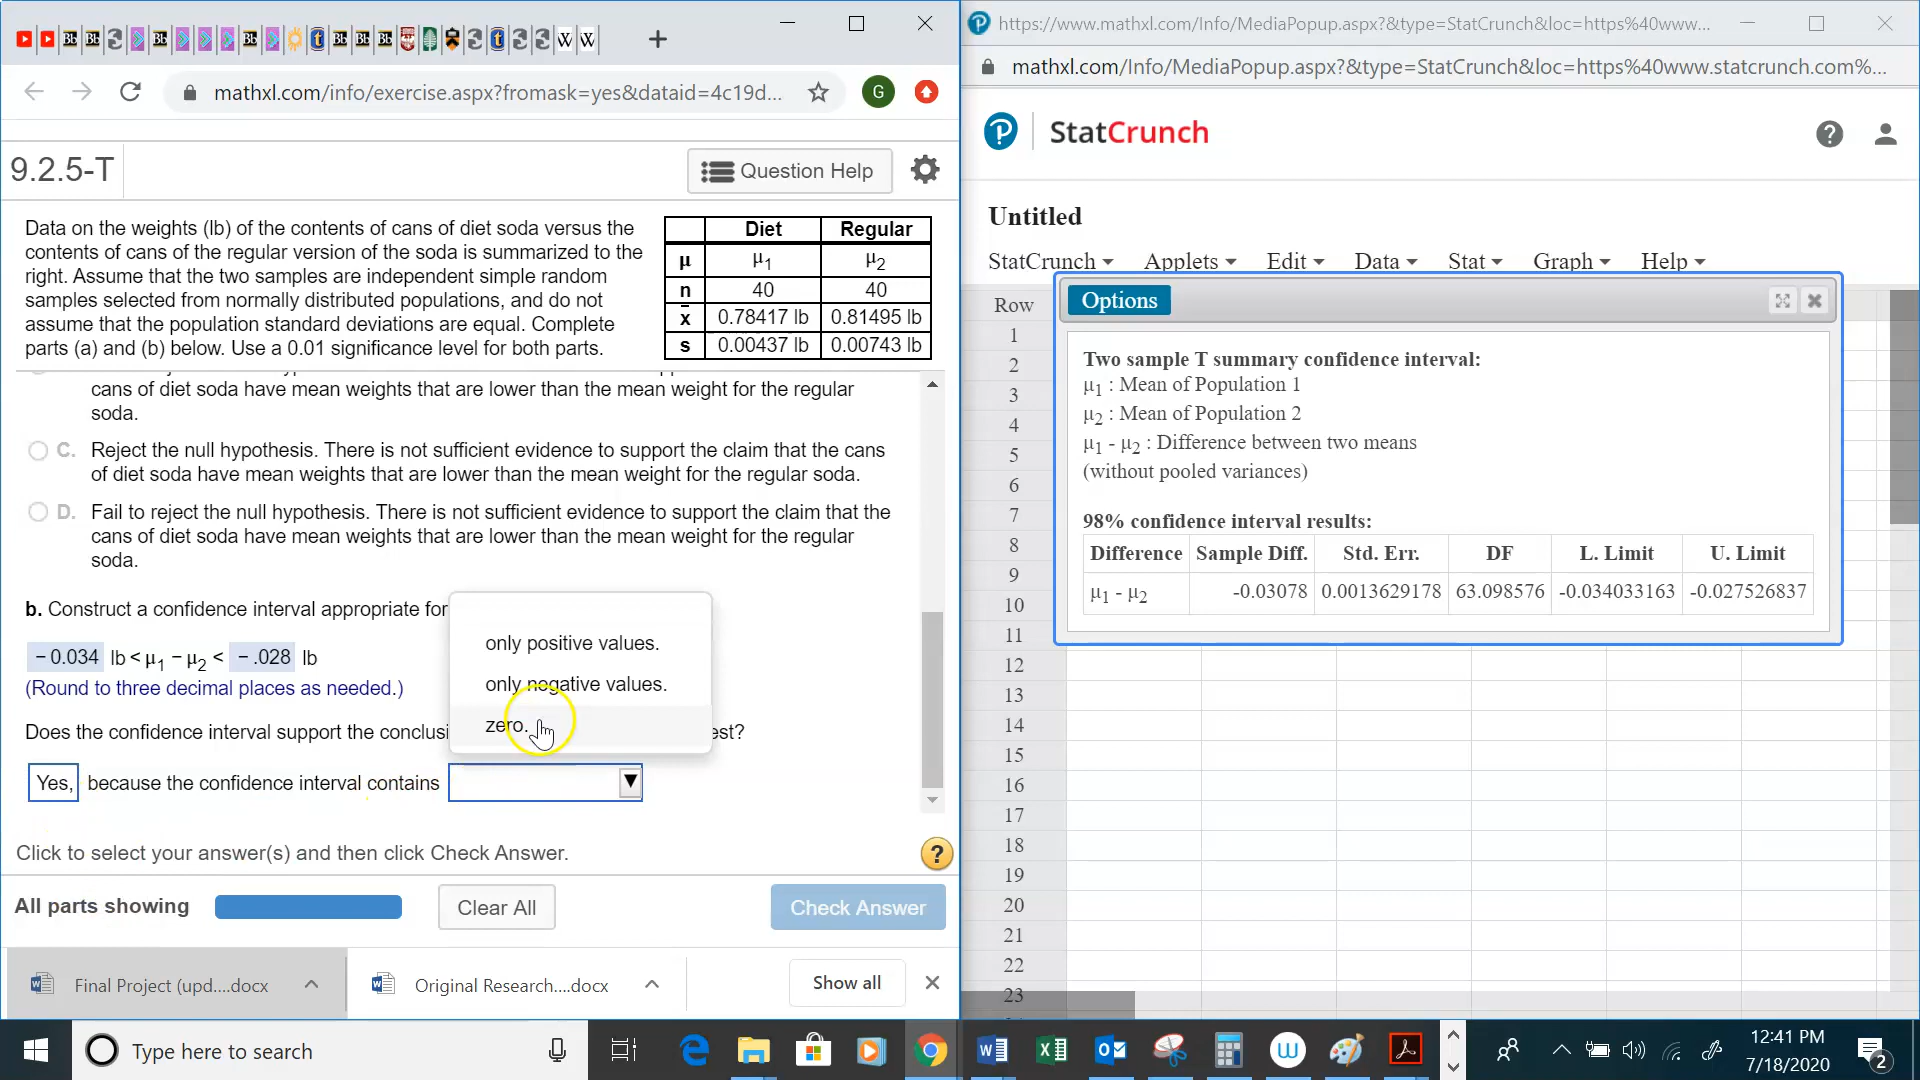 https://www.mathxl.com/Info/MediaPopup.aspx?&type=StatCrunch&loc=https%40www...
mathxl.com/info/exercise.aspx?fromask=yes&dataid=4c19d...
G
mathxl.com/Info/MediaPopup.aspx?&type=StatCrunch&loc=https%40www.statcrunch.com%...
9.2.5-T
Question Help
Data on the weights (lb) of the contents of cans of diet soda versus the
contents of cans of the regular version of the soda is summarized to the
right. Assume that the two samples are independent simple random
samples selected from normally distributed populations, and do not
assume that the population standard deviations are equal. Complete
parts (a) and (b) below. Use a 0.01 significance level for both parts.
Diet Regular
μ μ1 μ2
n 40 40
x̄ 0.78417 lb 0.81495 lb
s 0.00437 lb 0.00743 lb
cans of diet soda have mean weights that are lower than the mean weight for the regular
soda.
C. Reject the null hypothesis. There is not sufficient evidence to support the claim that the cans
of diet soda have mean weights that are lower than the mean weight for the regular soda.
D. Fail to reject the null hypothesis. There is not sufficient evidence to support the claim that the
cans of diet soda have mean weights that are lower than the mean weight for the regular
soda.
b. Construct a confidence interval appropriate for
− 0.034 lb < μ1 − μ2 < − .028 lb
(Round to three decimal places as needed.)
only positive values.
only negative values.
zero.
Does the confidence interval support the conclusi est?
Yes, because the confidence interval contains
Click to select your answer(s) and then click Check Answer.
?
All parts showing
Clear All
Check Answer
Final Project (upd....docx
Original Research....docx
Show all
StatCrunch
Untitled
StatCrunch Applets Edit Data Stat Graph Help
Row
1
2
3
4
5
6
7
8
9
10
11
12
13
14
15
16
17
18
19
20
21
22
23
Options
Two sample T summary confidence interval:
μ1 : Mean of Population 1
μ2 : Mean of Population 2
μ1 - μ2 : Difference between two means
(without pooled variances)
98% confidence interval results:
Difference Sample Diff. Std. Err. DF L. Limit U. Limit
μ1 - μ2 -0.03078 0.0013629178 63.098576 -0.034033163 -0.027526837
Type here to search
12:41 PM
7/18/2020
2